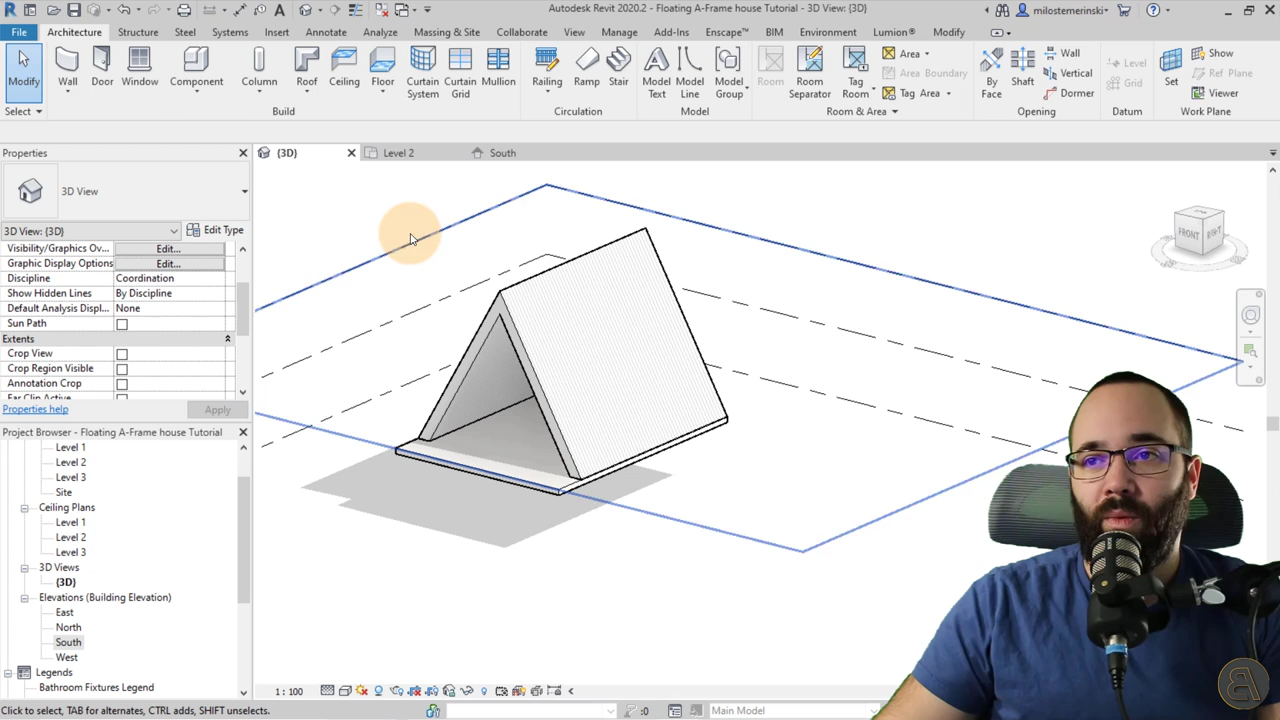 Autodesk Revit 2020.2 - Floating A-Frame house Tutorial - 3D View: {3D}
milostemerinski
File
Architecture
Structure
Steel
Systems
Insert
Annotate
Analyze
Massing & Site
Collaborate
View
Manage
Add-Ins
Enscape™
BIM
Environment
Lumion®
Modify
Modify
Wall
Door
Window
Component
Column
Roof
Ceiling
Floor
Curtain System
Curtain Grid
Mullion
Railing
Ramp
Stair
Model Text
Model Line
Model Group
Room
Room Separator
Tag Room
Area
Area Boundary
Tag Area
By Face
Shaft
Wall
Vertical
Dormer
Level
Grid
Set
Show
Ref Plane
Viewer
Select
Build
Circulation
Model
Room & Area
Opening
Datum
Work Plane
Properties
{3D}
Level 2
South
3D View
3D View: {3D}
Edit Type
Visibility/Graphics Ov... Edit...
Graphic Display Options Edit...
Discipline Coordination
Show Hidden Lines By Discipline
Default Analysis Displ... None
Sun Path
Extents
Crop View
Crop Region Visible
Annotation Crop
Far Clip Active
Properties help
Apply
FRONT
RIGHT
Project Browser - Floating A-Frame house Tutorial
Level 1
Level 2
Level 3
Site
Ceiling Plans
Level 1
Level 2
Level 3
3D Views
{3D}
Elevations (Building Elevation)
East
North
South
West
Legends
Bathroom Fixtures Legend
1 : 100
Click to select, TAB for alternates, CTRL adds, SHIFT unselects.
:0
Main Model